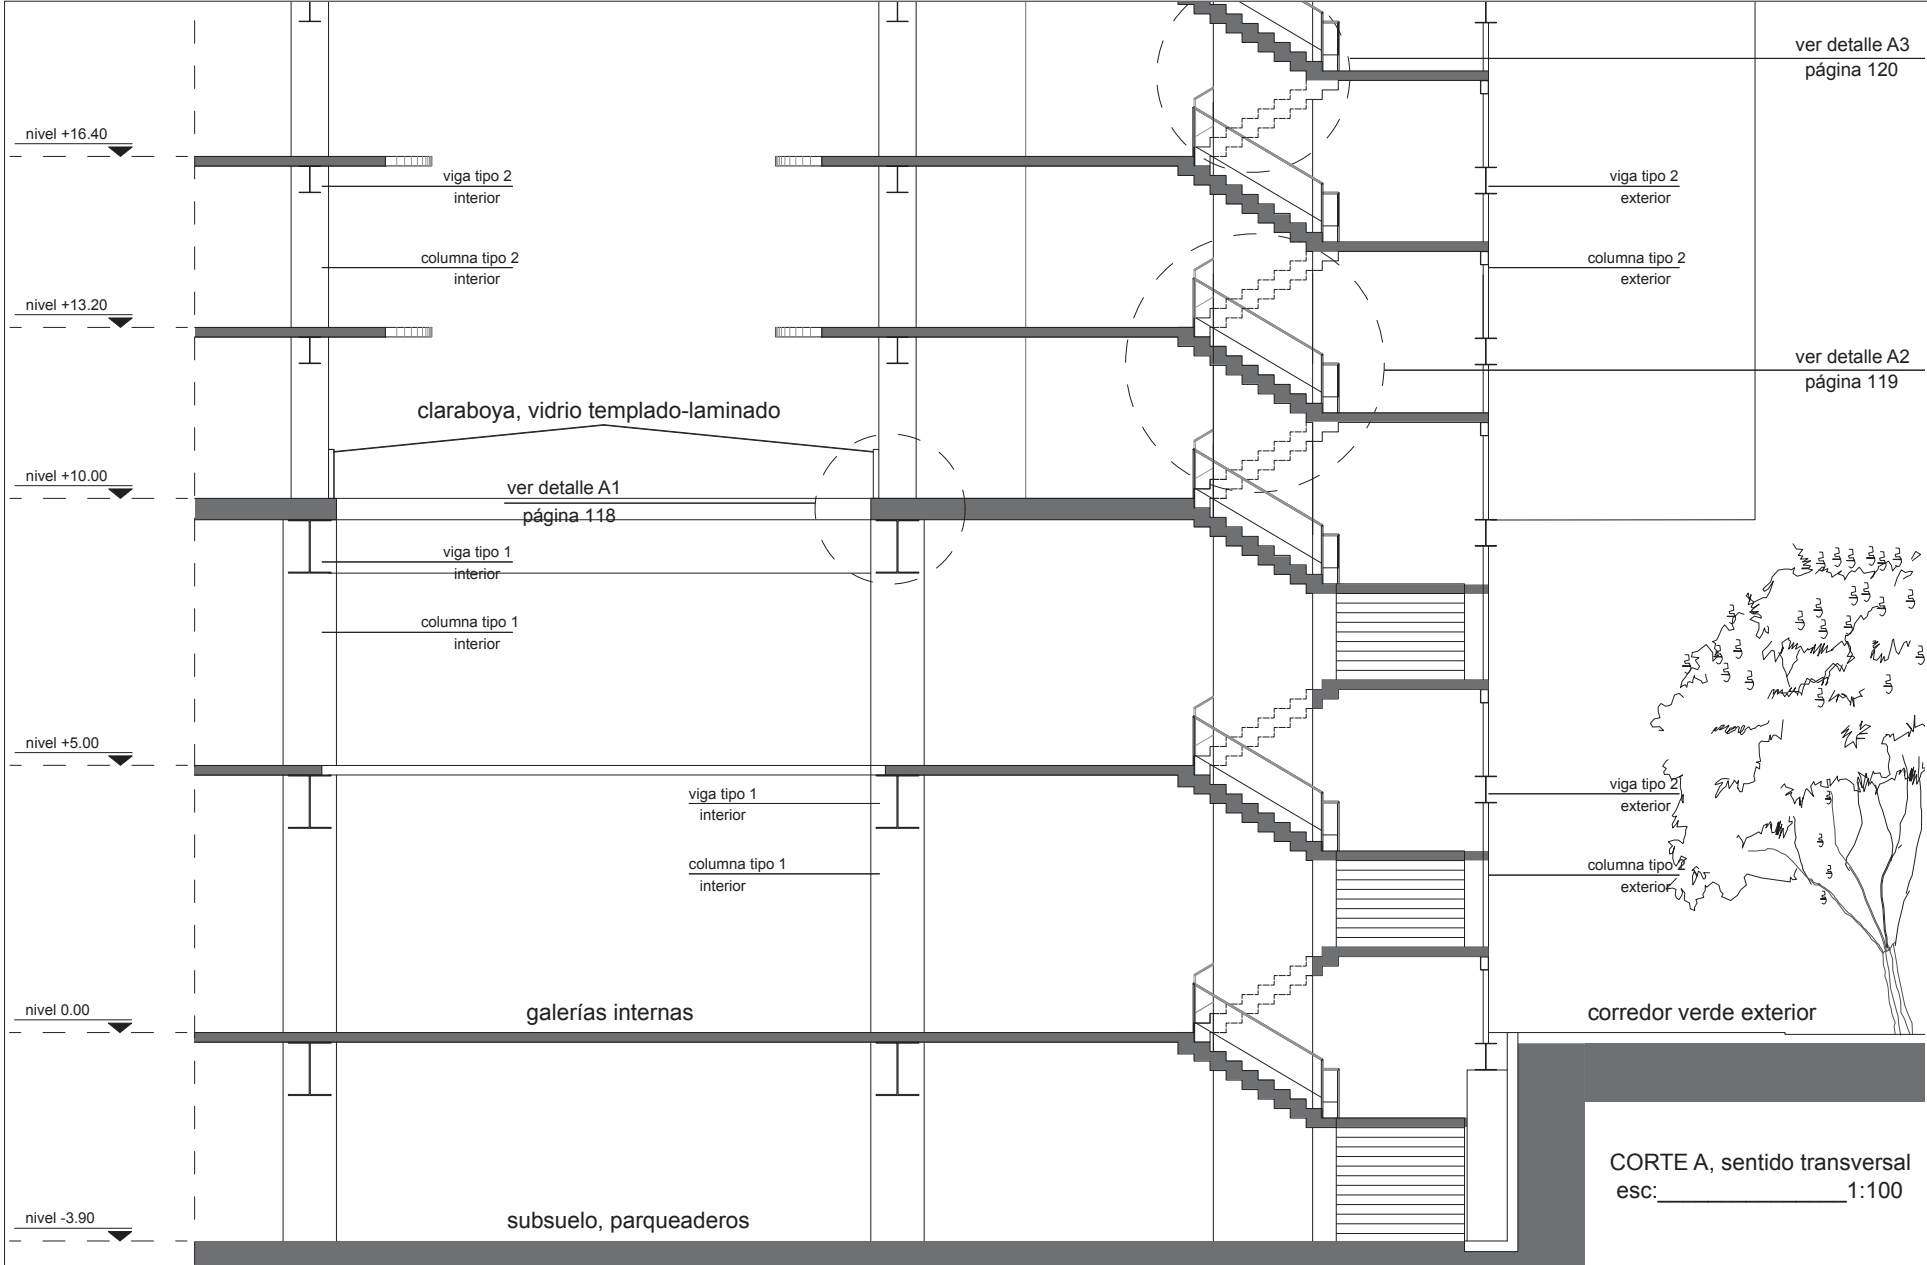 ver detalle A3
página 120
nivel +16.40
viga tipo 2
interior
viga tipo 2
exterior
columna tipo 2
interior
columna tipo 2
exterior
nivel +13.20
ver detalle A2
página 119
claraboya, vidrio templado-laminado
nivel +10.00
ver detalle A1
página 118
viga tipo 1
interior
columna tipo 1
interior
nivel +5.00
viga tipo 1
interior
viga tipo 2
exterior
columna tipo 1
interior
columna tipo 2
exterior
nivel 0.00
galerías internas
corredor verde exterior
CORTE A, sentido transversal
esc:_________________1:100
nivel -3.90
subsuelo, parqueaderos